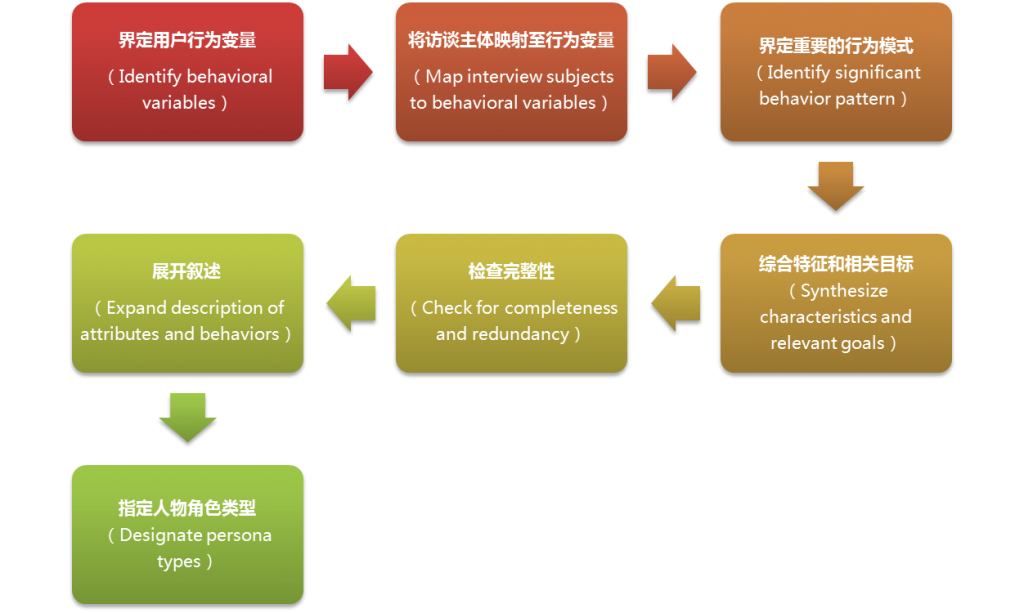 界定用户行为变量
（Identify behavioral
variables）
将访谈主体映射至行为变量
（Map interview subjects
to behavioral variables）
界定重要的行为模式
（Identify significant
behavior pattern）
综合特征和相关目标
（Synthesize
characteristics and
relevant goals）
检查完整性
（Check for completeness
and redundancy）
展开叙述
（Expand description of
attributes and behaviors）
指定人物角色类型
（Designate persona
types）